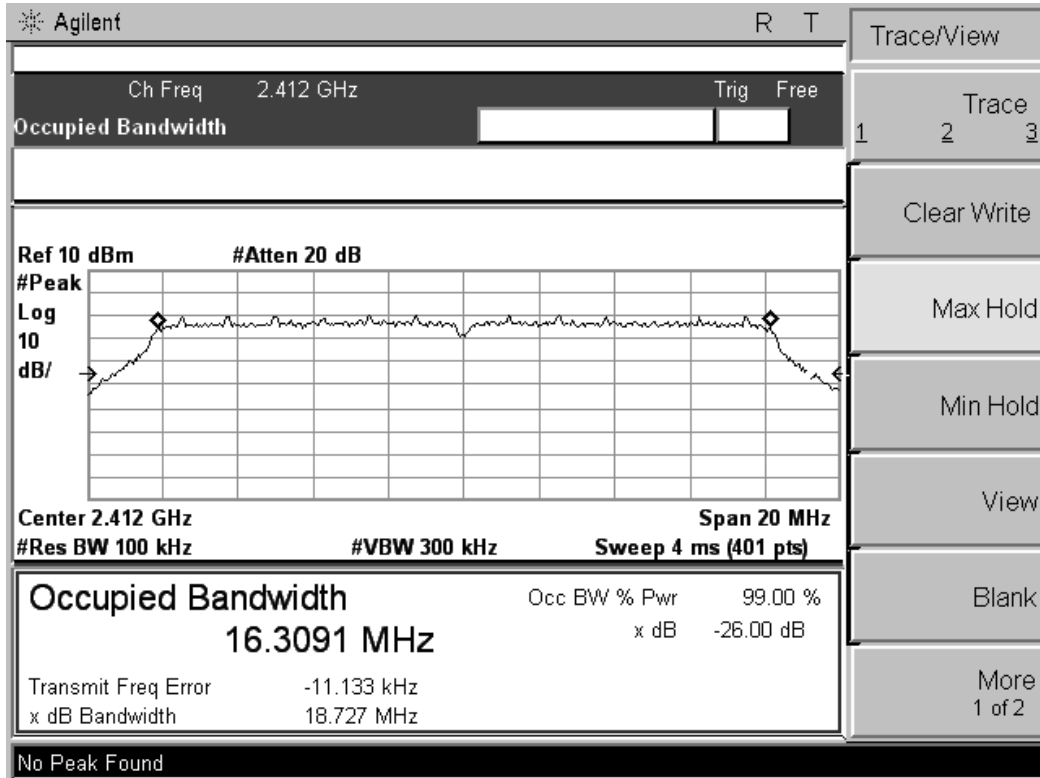 Agilent
R T
Trace/View
Ch Freq 2.412 GHz
Trig Free
Occupied Bandwidth
Trace
1 2 3
Clear Write
Max Hold
Min Hold
View
Blank
More
1 of 2
Ref 10 dBm #Atten 20 dB
#Peak
Log
10
dB/
Center 2.412 GHz Span 20 MHz
#Res BW 100 kHz #VBW 300 kHz Sweep 4 ms (401 pts)
Occupied Bandwidth
16.3091 MHz
Occ BW % Pwr 99.00 %
x dB -26.00 dB
Transmit Freq Error -11.133 kHz
x dB Bandwidth 18.727 MHz
No Peak Found